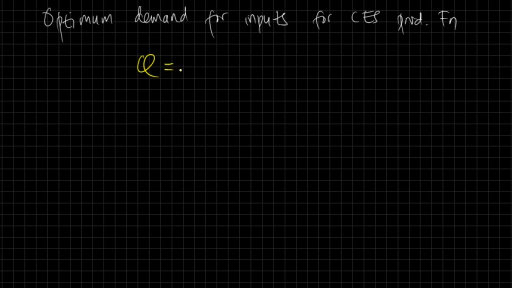 Optimum demand for inputs for CES prod. Fn
Q = .